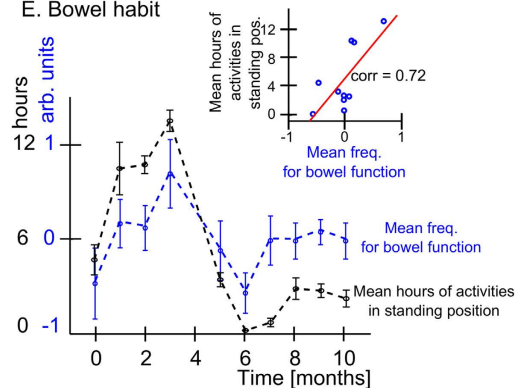 E. Bowel habit
hours
arb. units
12 1
6 0
0 -1
0 2 4 6 8 10
Time [months]
Mean freq.
for bowel function
Mean hours of activities
in standing position
Mean hours of
activities in
standing pos.
12
8
4
0
-1 0 1
corr = 0.72
Mean freq.
for bowel function